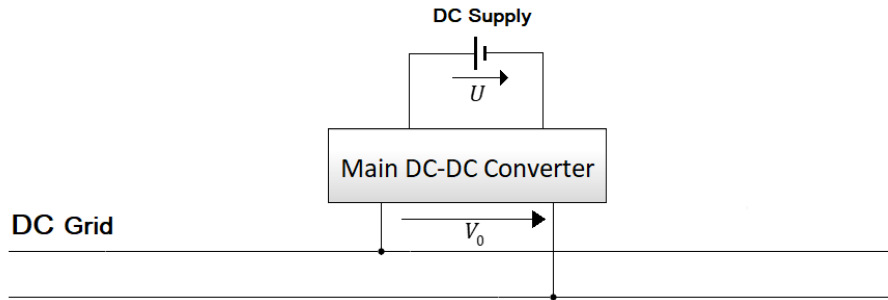 DC Supply
U
Main DC-DC Converter
V₀
DC Grid